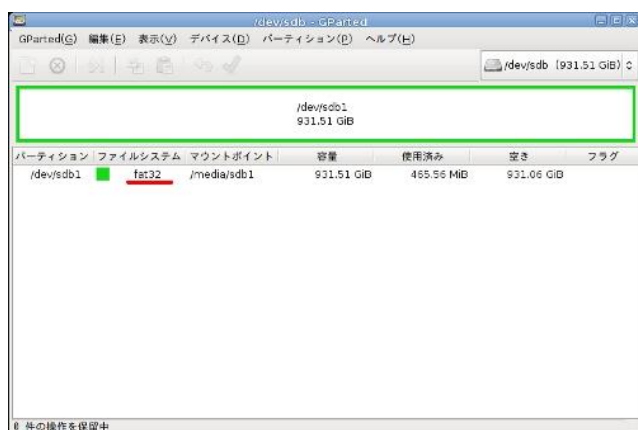 /dev/sdb - GParted
GParted(G) 編集(E) 表示(V) デバイス(D) パーティション(P) ヘルプ(H)
/dev/sdb (931.51 GiB)
/dev/sdb1
931.51 GiB
パーティション ファイルシステム マウントポイント 容量 使用済み 空き フラグ
/dev/sdb1 fat32 /media/sdb1 931.51 GiB 465.56 MiB 931.06 GiB
0 件の操作を保留中